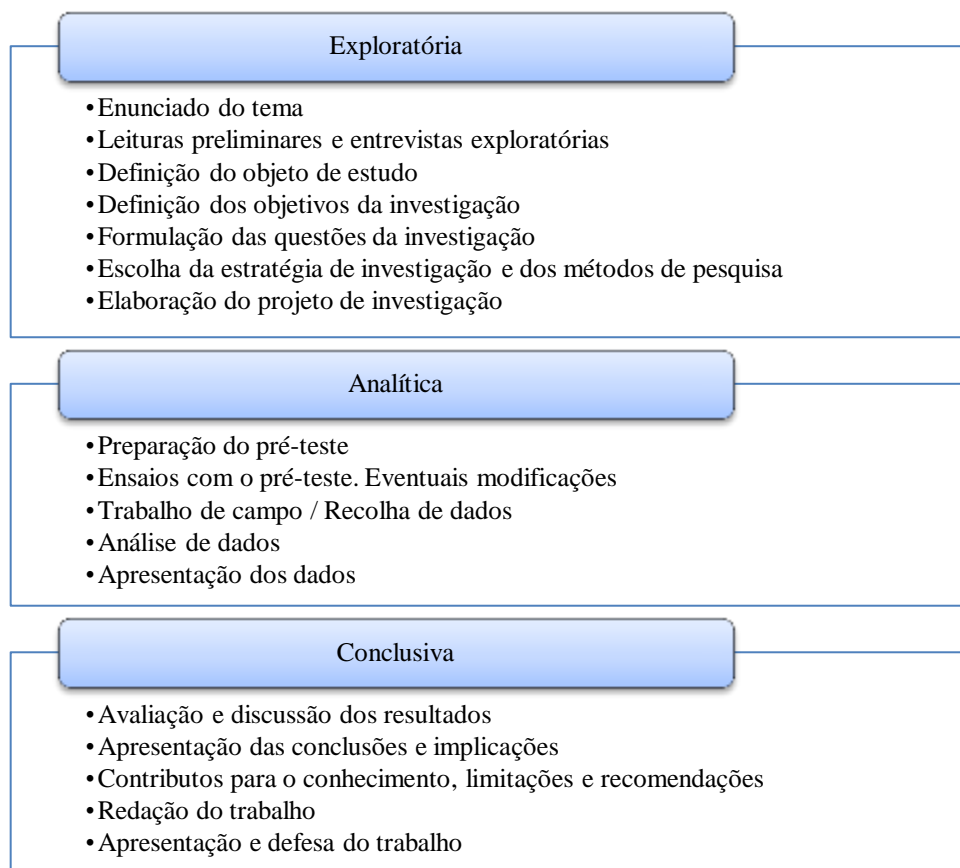 Exploratória
•Enunciado do tema
•Leituras preliminares e entrevistas exploratórias
•Definição do objeto de estudo
•Definição dos objetivos da investigação
•Formulação das questões da investigação
•Escolha da estratégia de investigação e dos métodos de pesquisa
•Elaboração do projeto de investigação
Analítica
•Preparação do pré-teste
•Ensaios com o pré-teste. Eventuais modificações
•Trabalho de campo / Recolha de dados
•Análise de dados
•Apresentação dos dados
Conclusiva
•Avaliação e discussão dos resultados
•Apresentação das conclusões e implicações
•Contributos para o conhecimento, limitações e recomendações
•Redação do trabalho
•Apresentação e defesa do trabalho